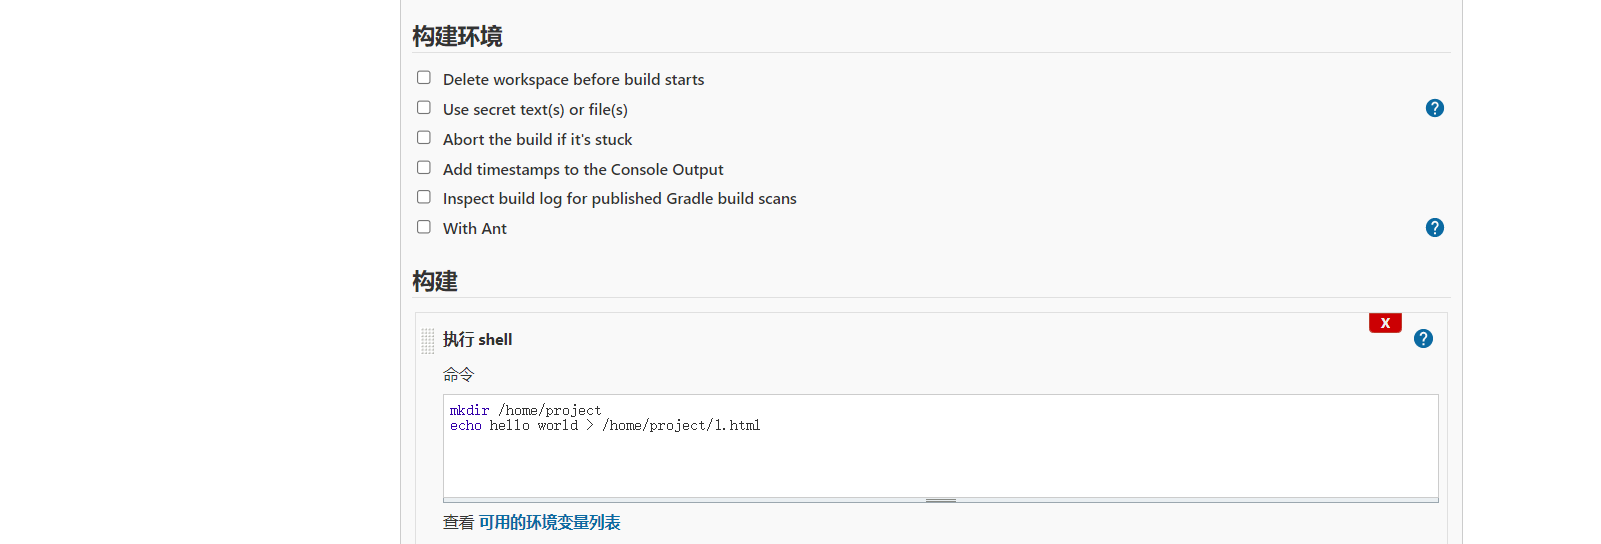 构建环境
Delete workspace before build starts
Use secret text(s) or file(s)
?
Abort the build if it's stuck
Add timestamps to the Console Output
Inspect build log for published Gradle build scans
With Ant
?
构建
X
执行 shell
?
命令
mkdir /home/project
echo hello world > /home/project/1.html
查看 可用的环境变量列表